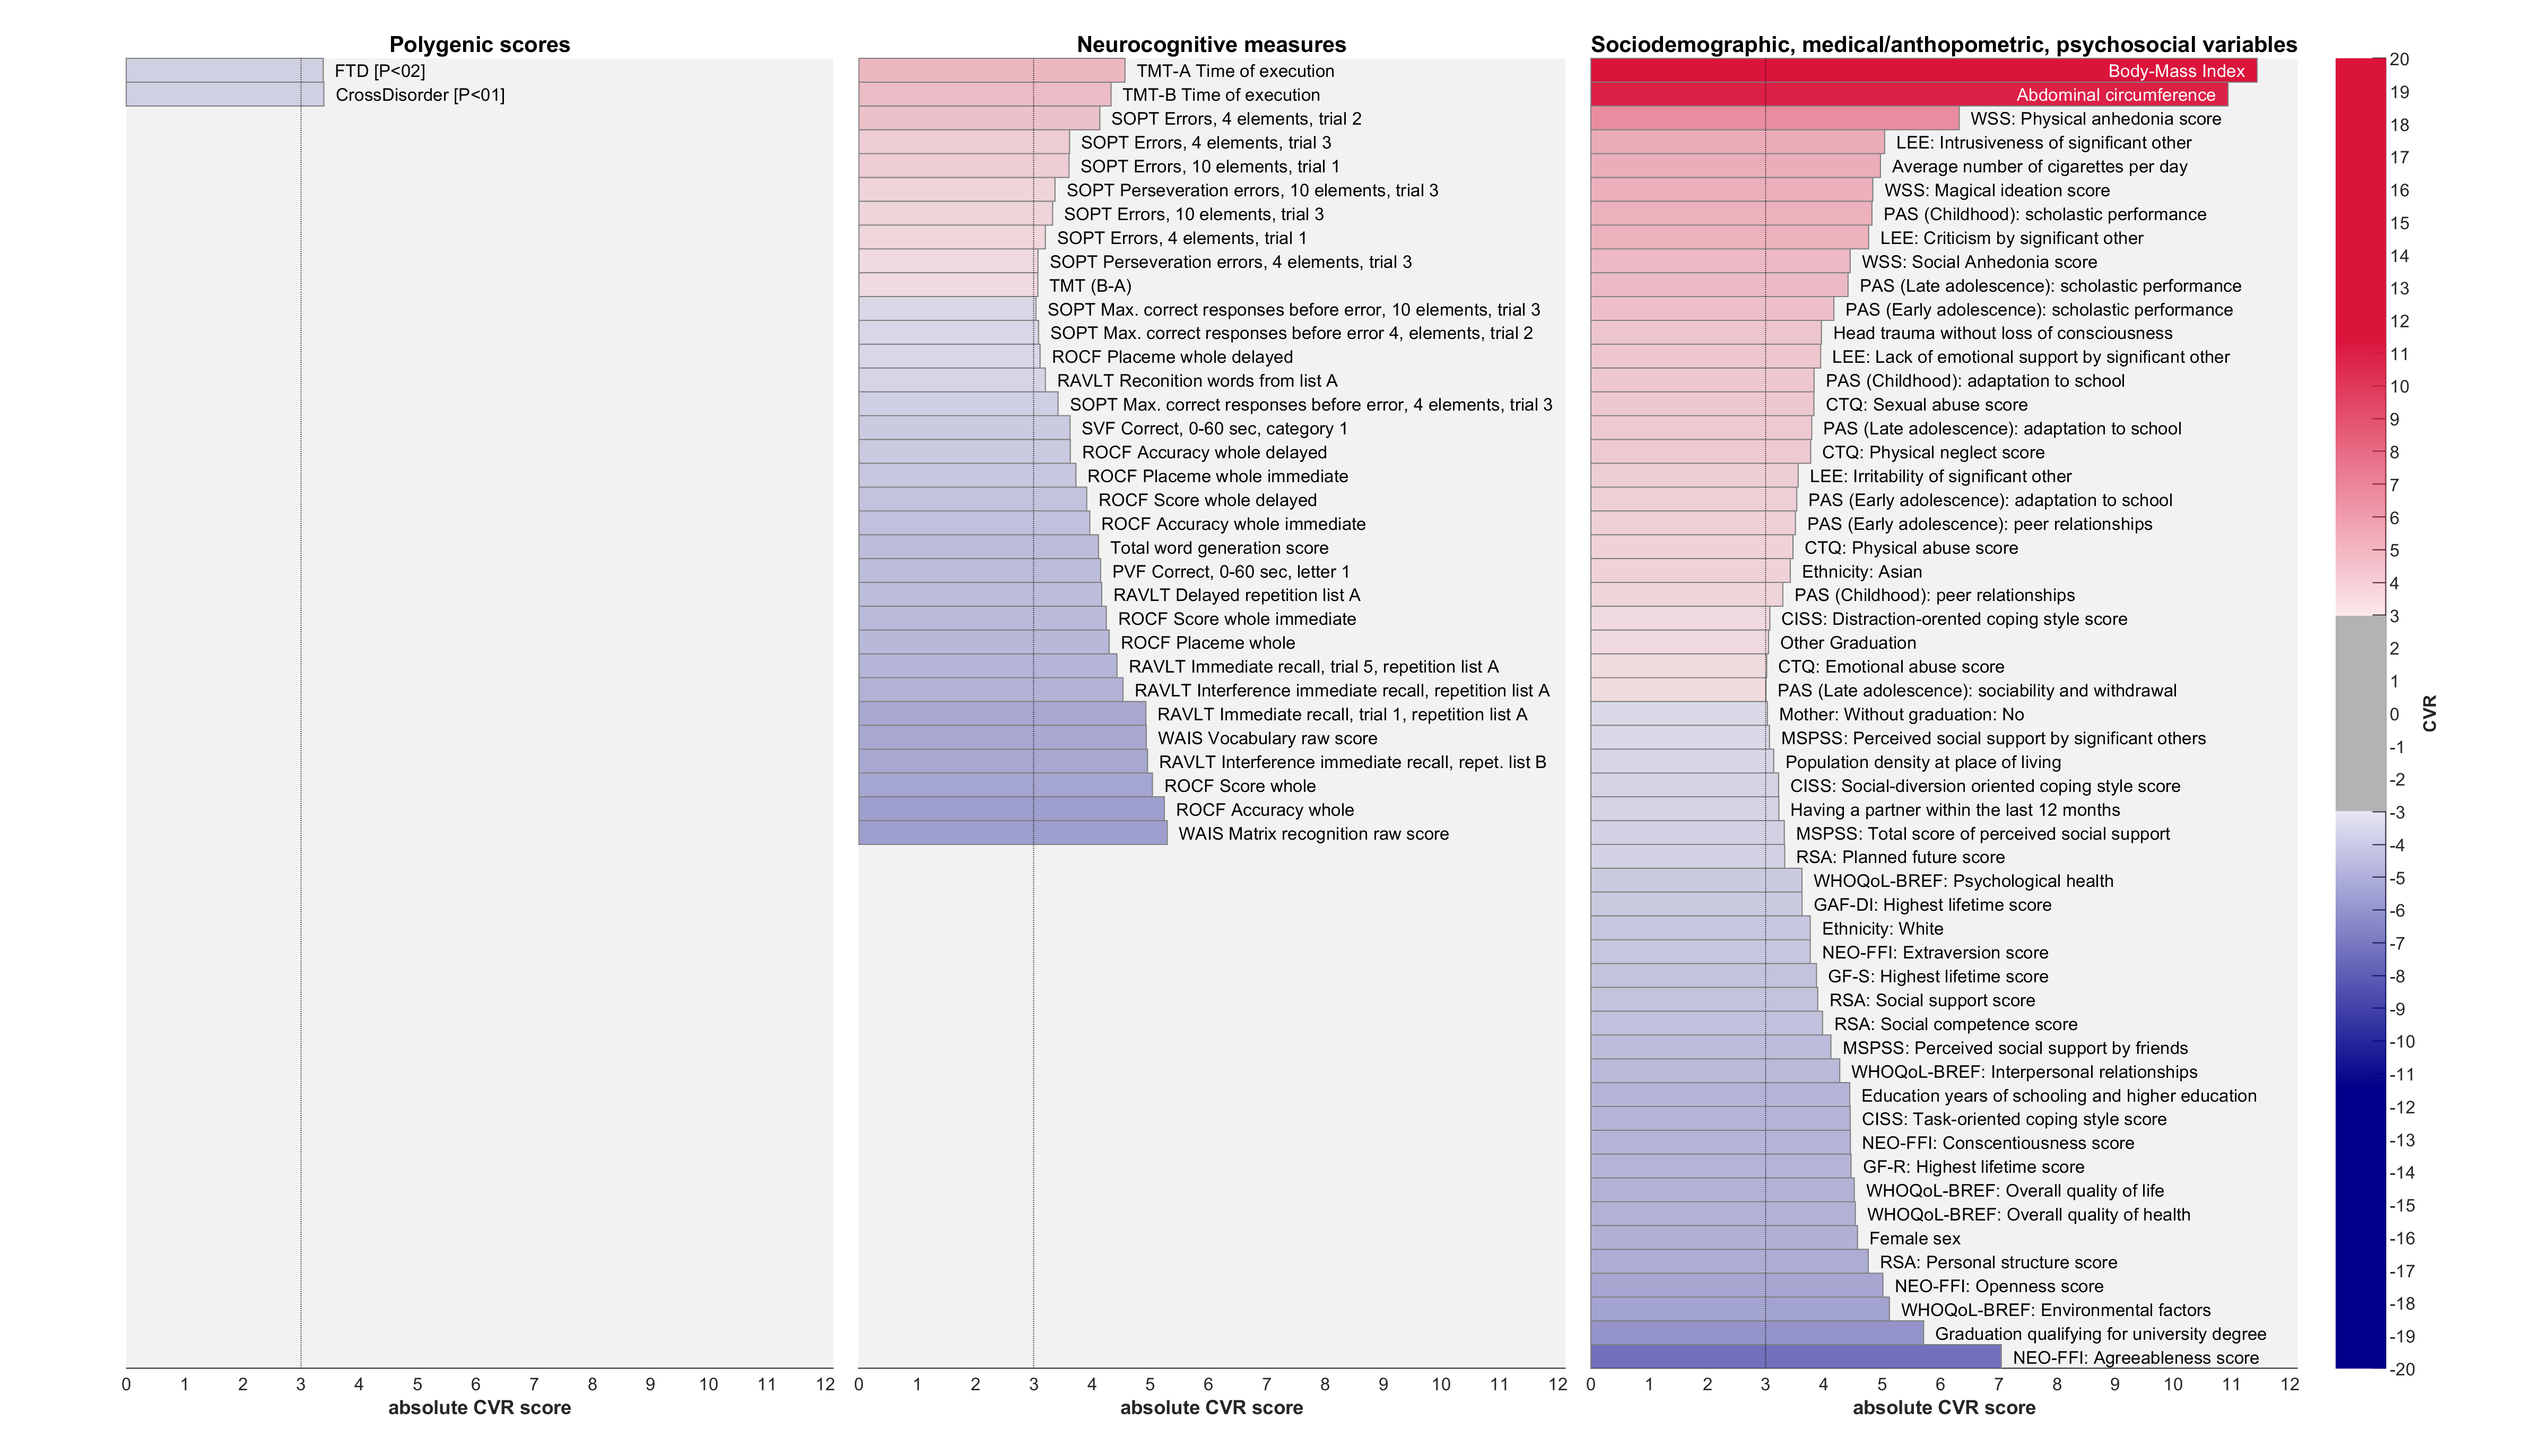 Polygenic scores
FTD [P<02]
CrossDisorder [P<01]
0 1 2 3 4 5 6 7 8 9 10 11 12
absolute CVR score
Neurocognitive measures
TMT-A Time of execution
TMT-B Time of execution
SOPT Errors, 4 elements, trial 2
SOPT Errors, 4 elements, trial 3
SOPT Errors, 10 elements, trial 1
SOPT Perseveration errors, 10 elements, trial 3
SOPT Errors, 10 elements, trial 3
SOPT Errors, 4 elements, trial 1
SOPT Perseveration errors, 4 elements, trial 3
TMT (B-A)
SOPT Max. correct responses before error, 10 elements, trial 3
SOPT Max. correct responses before error 4, elements, trial 2
ROCF Placeme whole delayed
RAVLT Reconition words from list A
SOPT Max. correct responses before error, 4 elements, trial 3
SVF Correct, 0-60 sec, category 1
ROCF Accuracy whole delayed
ROCF Placeme whole immediate
ROCF Score whole delayed
ROCF Accuracy whole immediate
Total word generation score
PVF Correct, 0-60 sec, letter 1
RAVLT Delayed repetition list A
ROCF Score whole immediate
ROCF Placeme whole
RAVLT Immediate recall, trial 5, repetition list A
RAVLT Interference immediate recall, repetition list A
RAVLT Immediate recall, trial 1, repetition list A
WAIS Vocabulary raw score
RAVLT Interference immediate recall, repet. list B
ROCF Score whole
ROCF Accuracy whole
WAIS Matrix recognition raw score
0 1 2 3 4 5 6 7 8 9 10 11 12
absolute CVR score
Sociodemographic, medical/anthopometric, psychosocial variables
Body-Mass Index
Abdominal circumference
WSS: Physical anhedonia score
LEE: Intrusiveness of significant other
Average number of cigarettes per day
WSS: Magical ideation score
PAS (Childhood): scholastic performance
LEE: Criticism by significant other
WSS: Social Anhedonia score
PAS (Late adolescence): scholastic performance
PAS (Early adolescence): scholastic performance
Head trauma without loss of consciousness
LEE: Lack of emotional support by significant other
PAS (Childhood): adaptation to school
CTQ: Sexual abuse score
PAS (Late adolescence): adaptation to school
CTQ: Physical neglect score
LEE: Irritability of significant other
PAS (Early adolescence): adaptation to school
PAS (Early adolescence): peer relationships
CTQ: Physical abuse score
Ethnicity: Asian
PAS (Childhood): peer relationships
CISS: Distraction-orented coping style score
Other Graduation
CTQ: Emotional abuse score
PAS (Late adolescence): sociability and withdrawal
Mother: Without graduation: No
MSPSS: Perceived social support by significant others
Population density at place of living
CISS: Social-diversion oriented coping style score
Having a partner within the last 12 months
MSPSS: Total score of perceived social support
RSA: Planned future score
WHOQoL-BREF: Psychological health
GAF-DI: Highest lifetime score
Ethnicity: White
NEO-FFI: Extraversion score
GF-S: Highest lifetime score
RSA: Social support score
RSA: Social competence score
MSPSS: Perceived social support by friends
WHOQoL-BREF: Interpersonal relationships
Education years of schooling and higher education
CISS: Task-oriented coping style score
NEO-FFI: Conscentiousness score
GF-R: Highest lifetime score
WHOQoL-BREF: Overall quality of life
WHOQoL-BREF: Overall quality of health
Female sex
RSA: Personal structure score
NEO-FFI: Openness score
WHOQoL-BREF: Environmental factors
Graduation qualifying for university degree
NEO-FFI: Agreeableness score
0 1 2 3 4 5 6 7 8 9 10 11 12
absolute CVR score
20
19
18
17
16
15
14
13
12
11
10
9
8
7
6
5
4
3
2
1
0
-1
-2
-3
-4
-5
-6
-7
-8
-9
-10
-11
-12
-13
-14
-15
-16
-17
-18
-19
-20
CVR